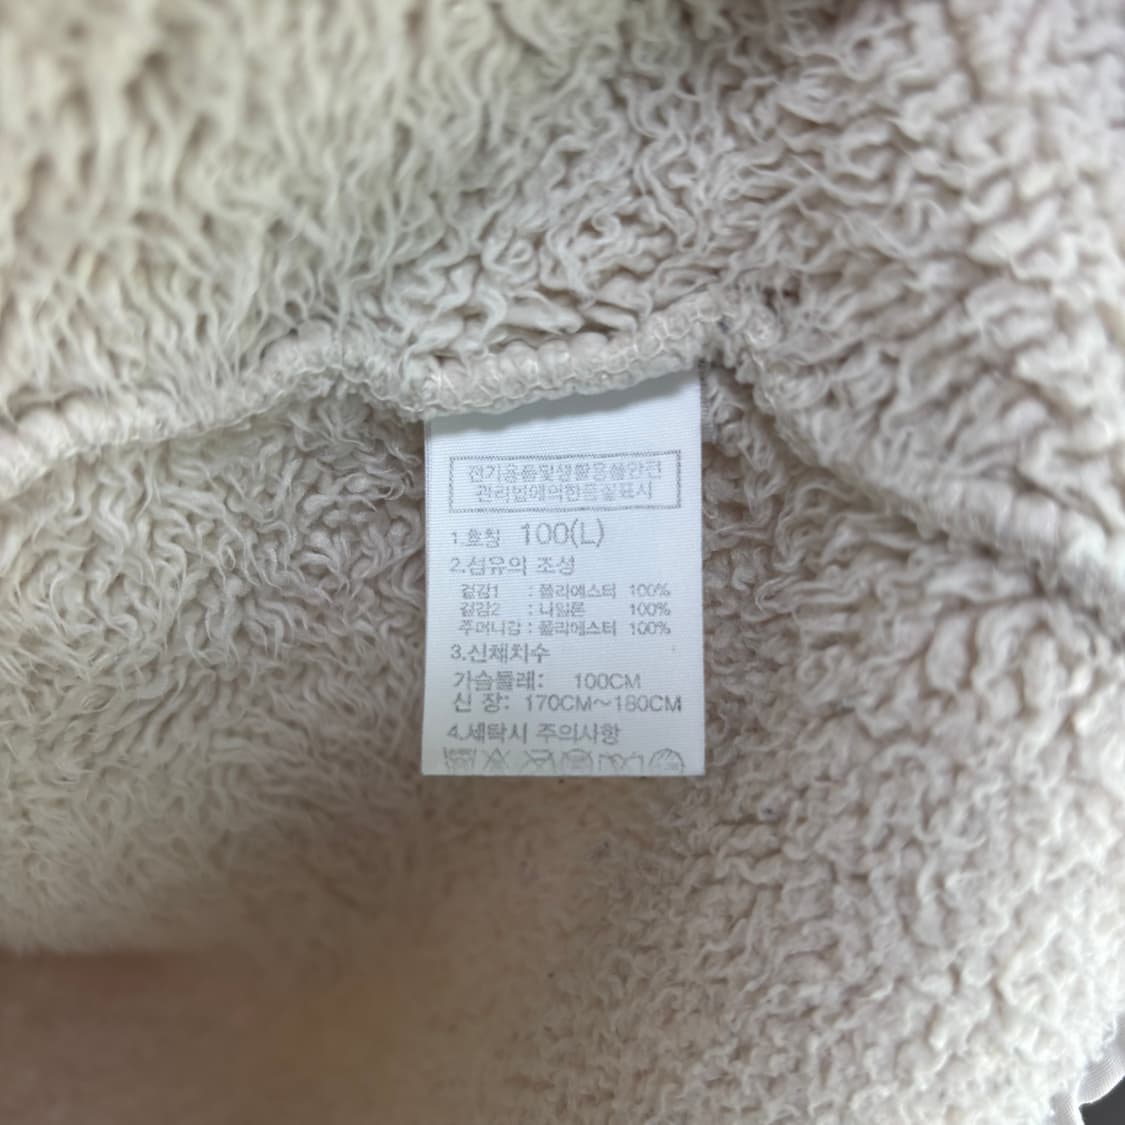 전기용품및생활용품안전
관리법에의한품질표시
1.호칭 100(L)
2.섬유의 조성
겉감1 : 폴리에스터 100%
겉감2 : 나일론 100%
주머니감 : 폴리에스터 100%
3.신체치수
가슴둘레: 100CM
신 장: 170CM~180CM
4.세탁시 주의사항